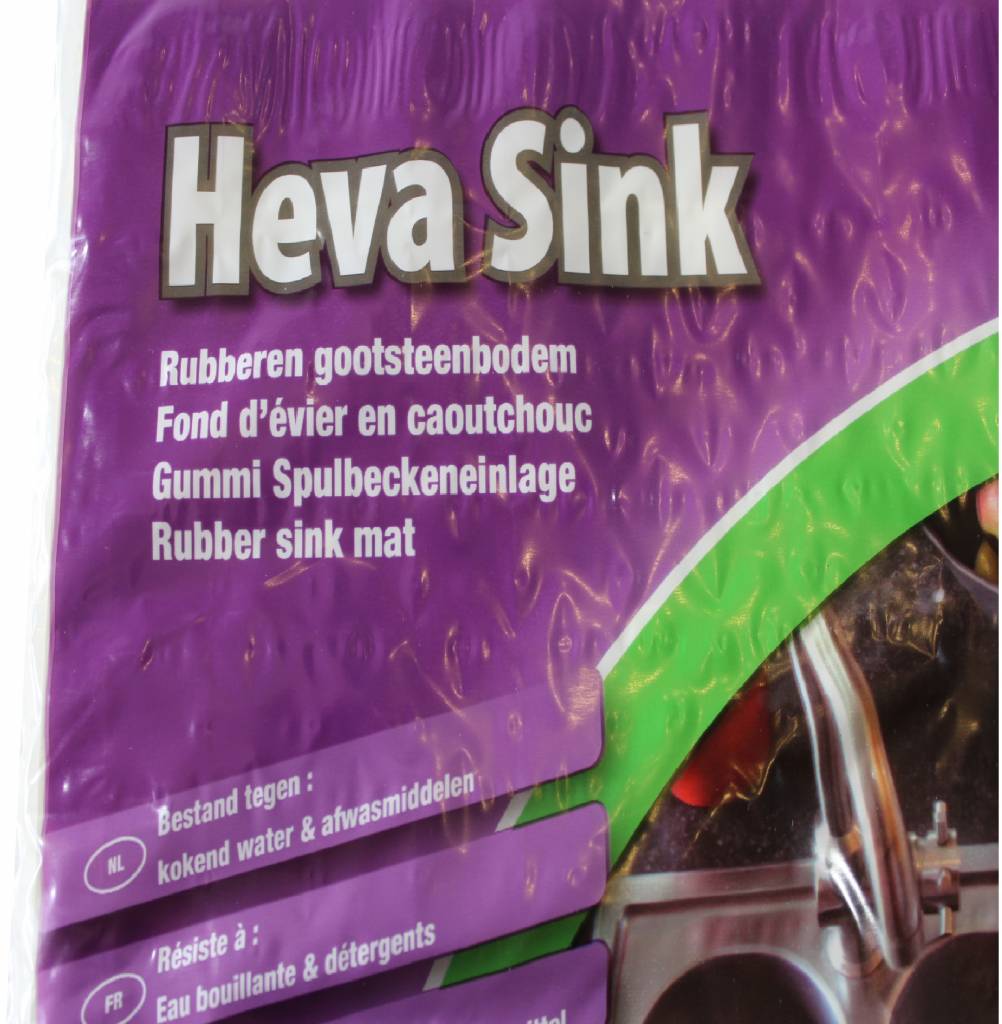 Heva Sink
Rubberen gootsteenbodem
Fond d'évier en caoutchouc
Gummi Spulbeckeneinlage
Rubber sink mat
NL
Bestand tegen :
kokend water & afwasmiddelen
FR
Résiste à :
Eau bouillante & détergents